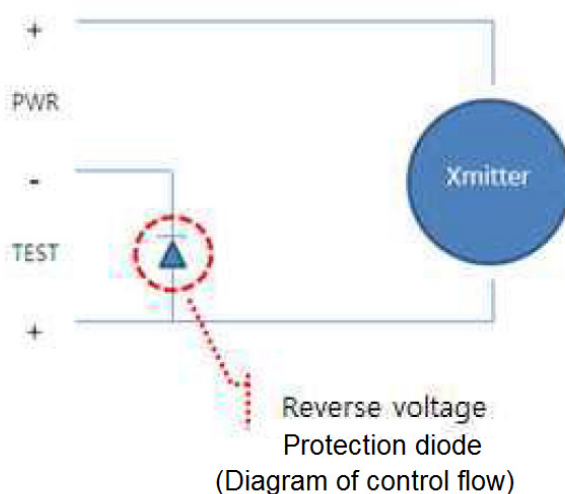 +
PWR
Xmitter
-
TEST
+
Reverse voltage
Protection diode
(Diagram of control flow)